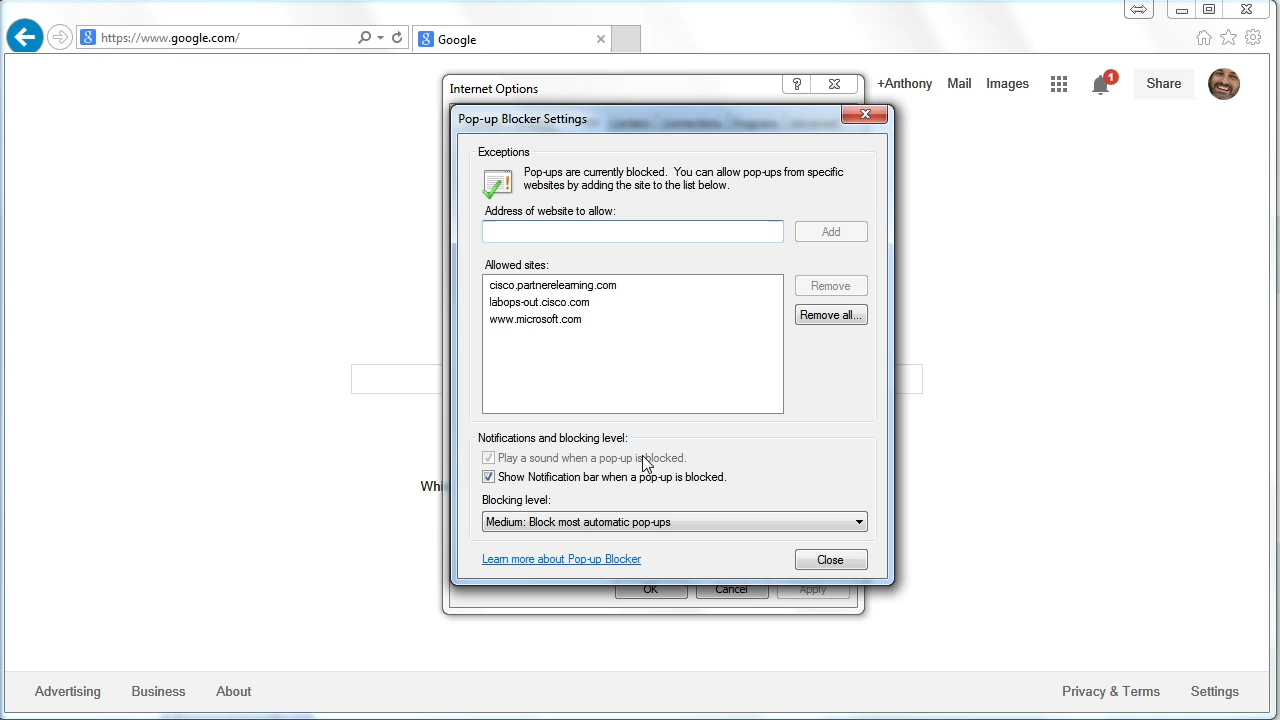 https://www.google.com/
Google
+Anthony Mail Images 1 Share
Internet Options
Pop-up Blocker Settings
Exceptions
Pop-ups are currently blocked. You can allow pop-ups from specific
websites by adding the site to the list below.
Address of website to allow:
Add
Allowed sites:
cisco.partnerelearning.com
Remove
labops-out.cisco.com
Remove all...
www.microsoft.com
Notifications and blocking level:
Play a sound when a pop-up is blocked.
Show Notification bar when a pop-up is blocked.
Whi
Blocking level:
Medium: Block most automatic pop-ups
Learn more about Pop-up Blocker
Close
OK Cancel Apply
Advertising Business About Privacy & Terms Settings